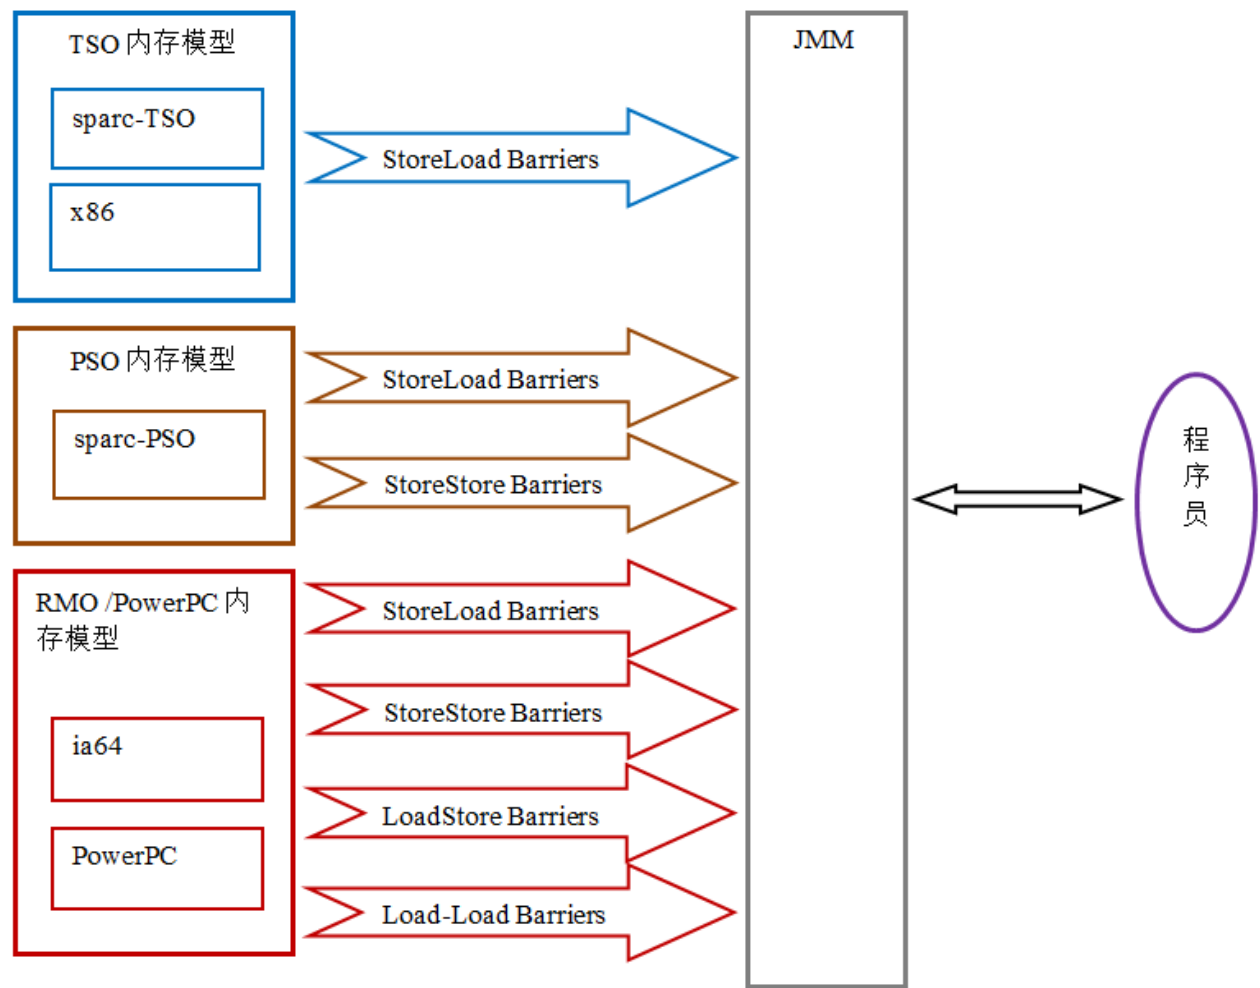 TSO 内存模型
sparc-TSO
x86
StoreLoad Barriers
PSO 内存模型
sparc-PSO
StoreLoad Barriers
StoreStore Barriers
RMO /PowerPC 内
存模型
ia64
PowerPC
StoreLoad Barriers
StoreStore Barriers
LoadStore Barriers
Load-Load Barriers
JMM
程
序
员